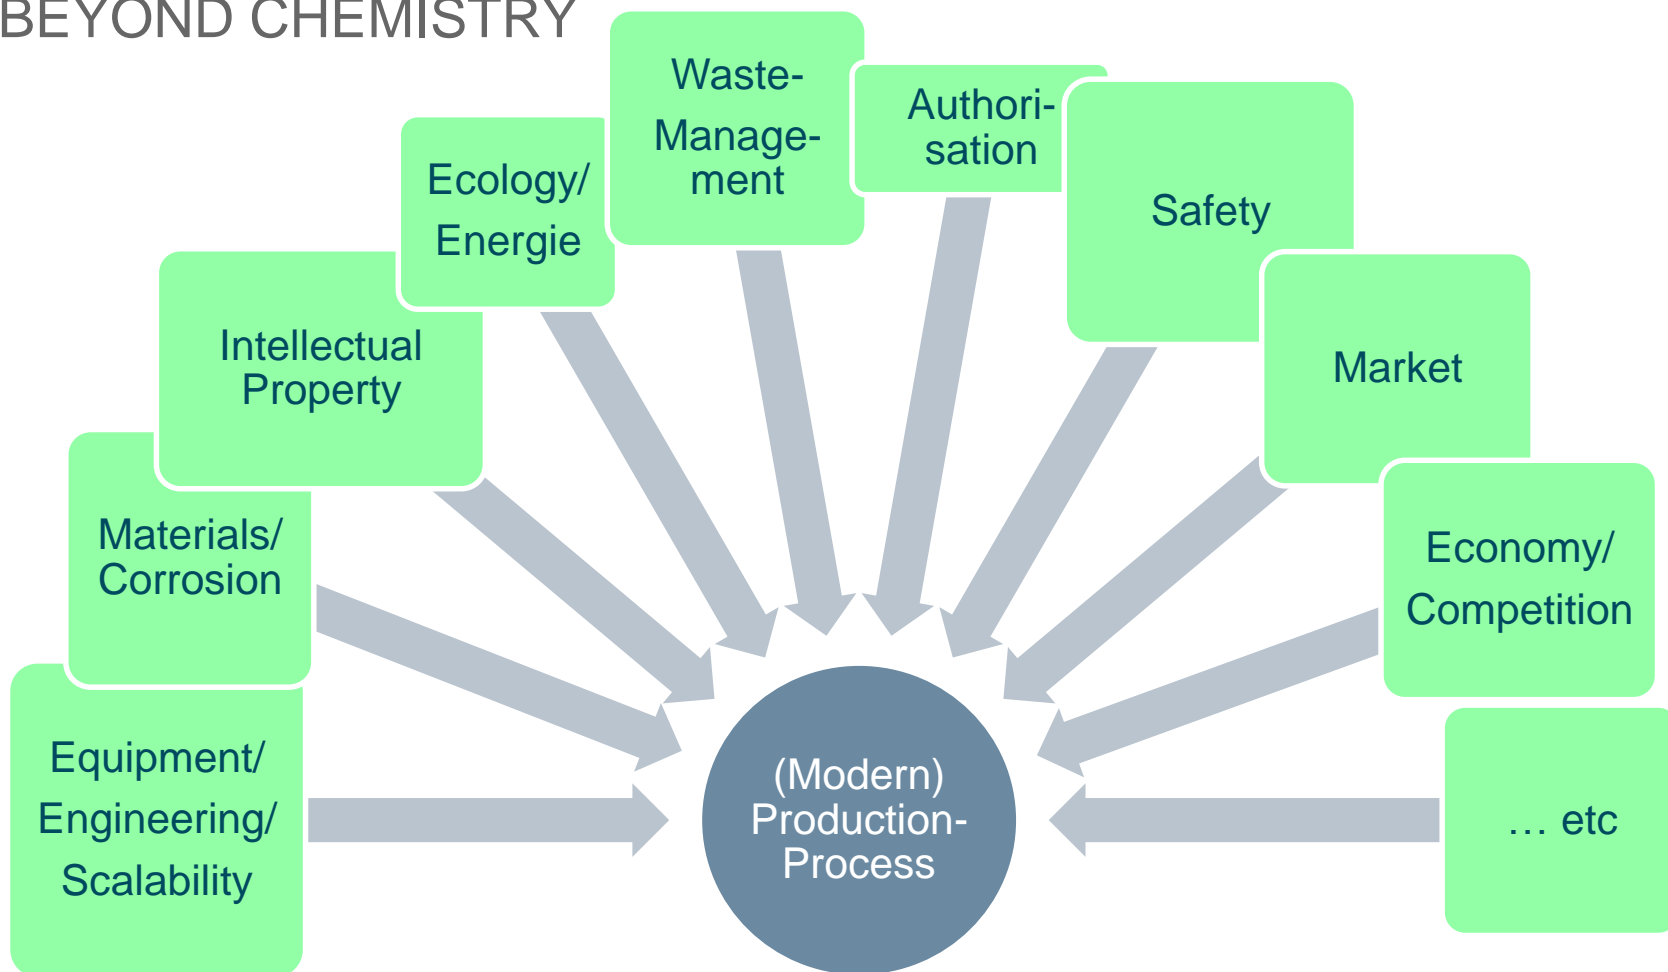 BEYOND CHEMISTRY
Waste-
Manage-
ment
Authori-
sation
Ecology/
Energie
Safety
Intellectual
Property
Market
Materials/
Corrosion
Economy/
Competition
Equipment/
Engineering/
Scalability
(Modern)
Production-
Process
… etc